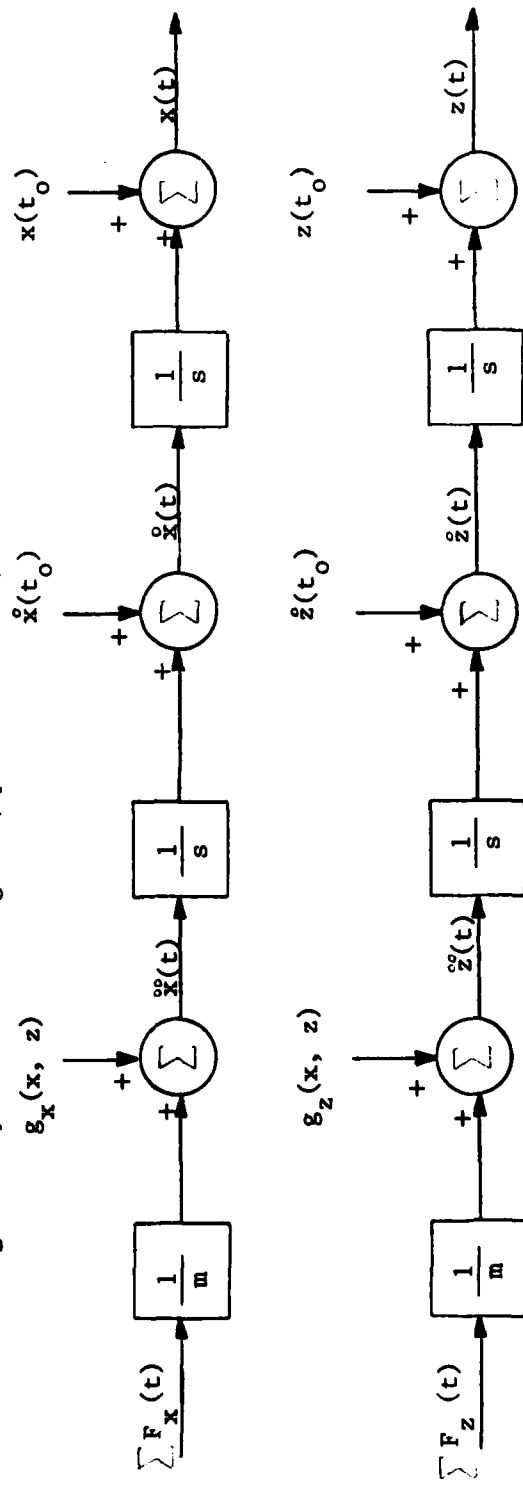 g_x(x, z)
ẋ(t_o)
x(t_o)
∑F_x(t)
1/m
+
+
∑
ẍ(t)
1/s
+
+
∑
ẋ(t)
1/s
+
+
∑
x(t)
g_z(x, z)
ż(t_o)
z(t_o)
∑F_z(t)
1/m
+
+
∑
z̈(t)
1/s
+
+
∑
ż(t)
1/s
+
+
∑
z(t)